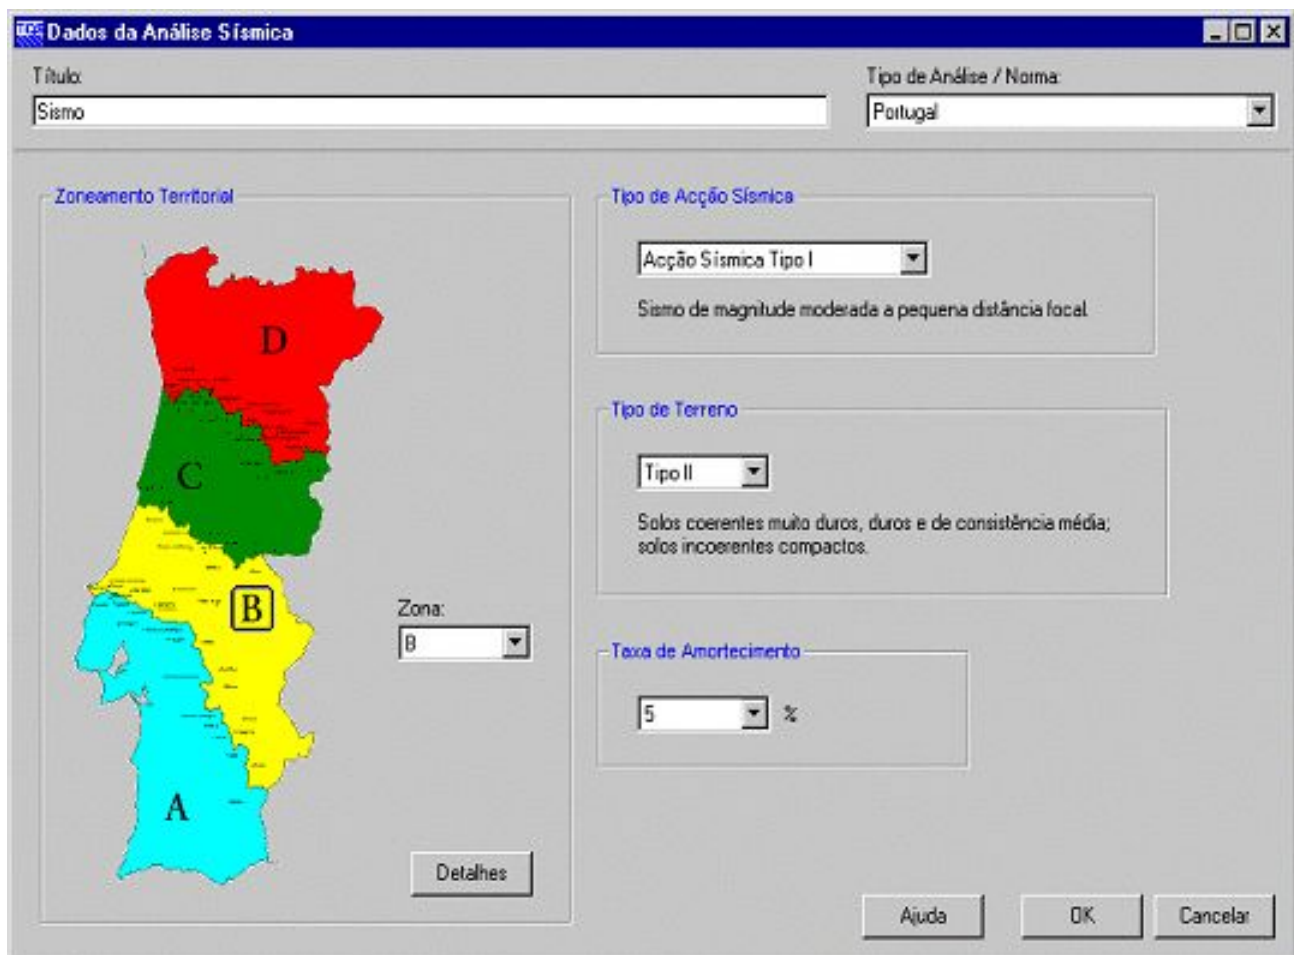 Dados da Análise Sísmica
Título:
Tipo de Análise / Norma:
Sismo
Portugal
Zoneamento Territorial
D
C
B
A
Zona:
B
Detalhes
Tipo de Acção Sísmica
Acção Sísmica Tipo I
Sismo de magnitude moderada a pequena distância focal
Tipo de Terreno
Tipo II
Solos coerentes muito duros, duros e de consistência média;
solos incoerentes compactos.
Taxa de Amortecimento
5 %
Ajuda
OK
Cancelar